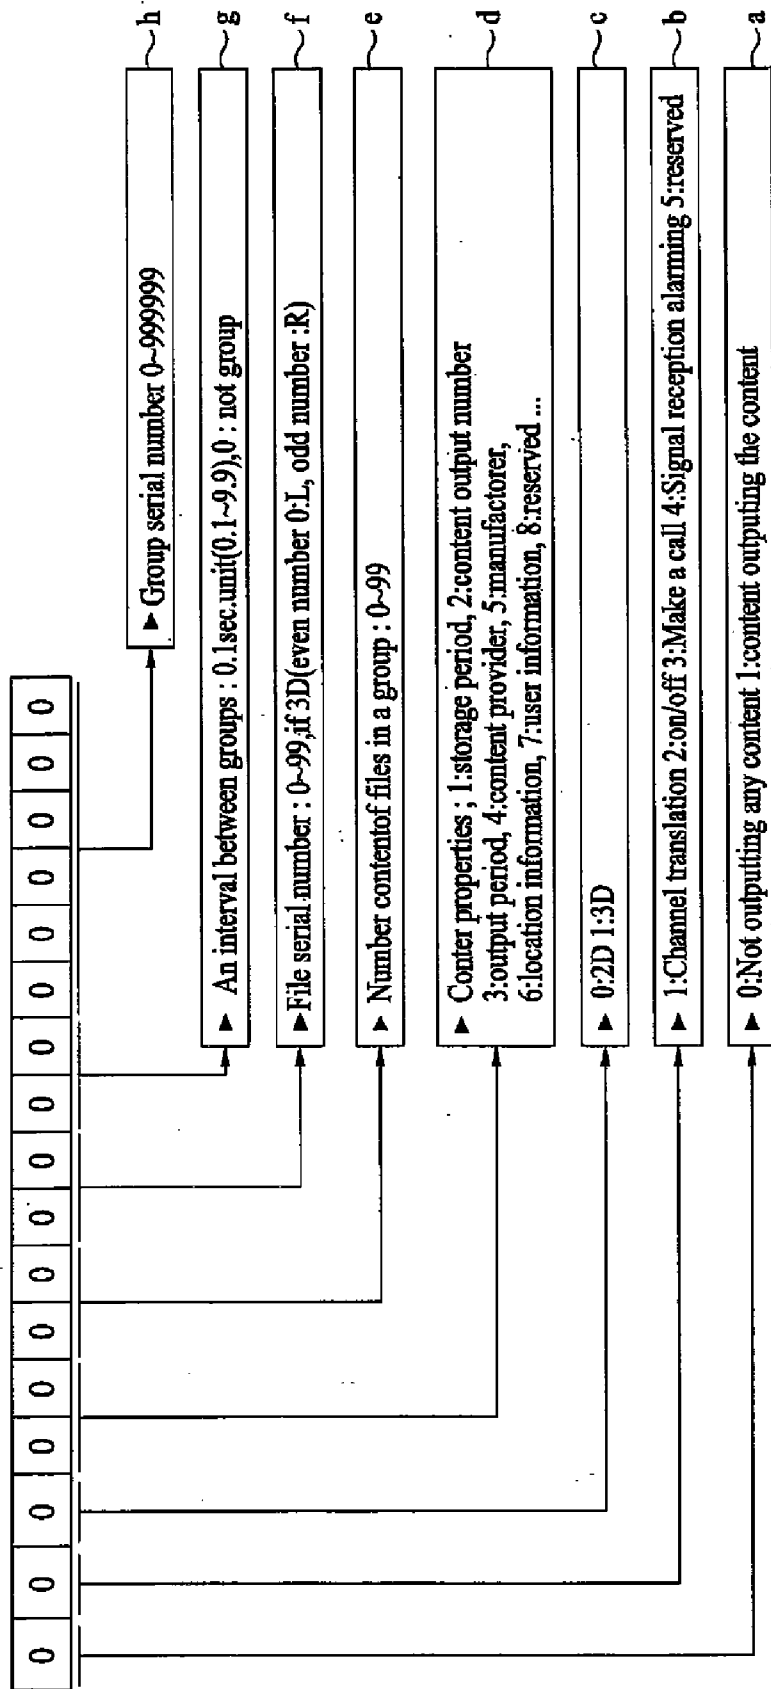 0 0 0 0 0 0 0 0 0 0 0 0 0 0 0 0 0
▶ Group serial number 0~999999 h
▶ An interval between groups : 0.1sec.unit(0.1~9.9),0 : not group g
▶File serial number : 0~99,if 3D(even number 0:L, odd number :R) f
▶ Number contentof files in a group : 0~99 e
▶ Conter properties ; 1:storage period, 2:content output number
3:output period, 4:content provider, 5:manufactorer,
6:location information, 7:user information, 8:reserved ... d
▶ 0:2D 1:3D c
▶ 1:Channel translation 2:on/off 3:Make a call 4:Signal reception alarming 5:reserved b
▶ 0:Not outputting any content 1:content outputing the content a